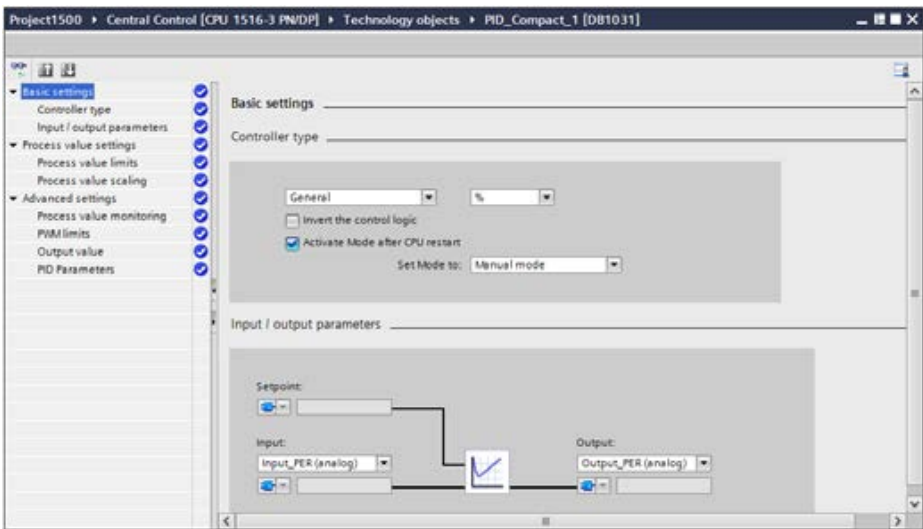 Project1500 ▸ Central Control [CPU 1516-3 PN/DP] ▸ Technology objects ▸ PID_Compact_1 [DB1031]
Basic settings
Controller type
Input / output parameters
Process value settings
Process value limits
Process value scaling
Advanced settings
Process value monitoring
PWM limits
Output value
PID Parameters
Basic settings
Controller type
General
%
Invert the control logic
Activate Mode after CPU restart
Set Mode to: Manual mode
Input / output parameters
Setpoint:
Input: Output:
Input_PER (analog) Output_PER (analog)